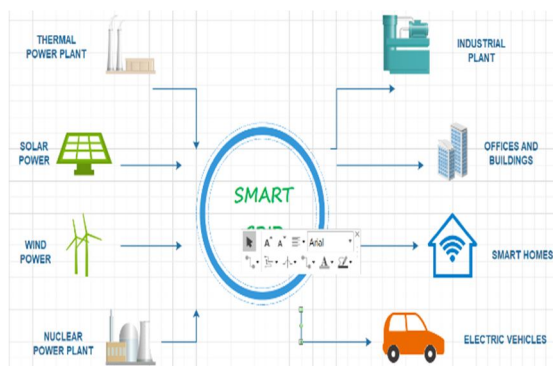 THERMAL
POWER PLANT
INDUSTRIAL
PLANT
SOLAR
POWER
OFFICES AND
BUILDINGS
SMART
Arial
WIND
POWER
SMART HOMES
NUCLEAR
POWER PLANT
ELECTRIC VEHICLES